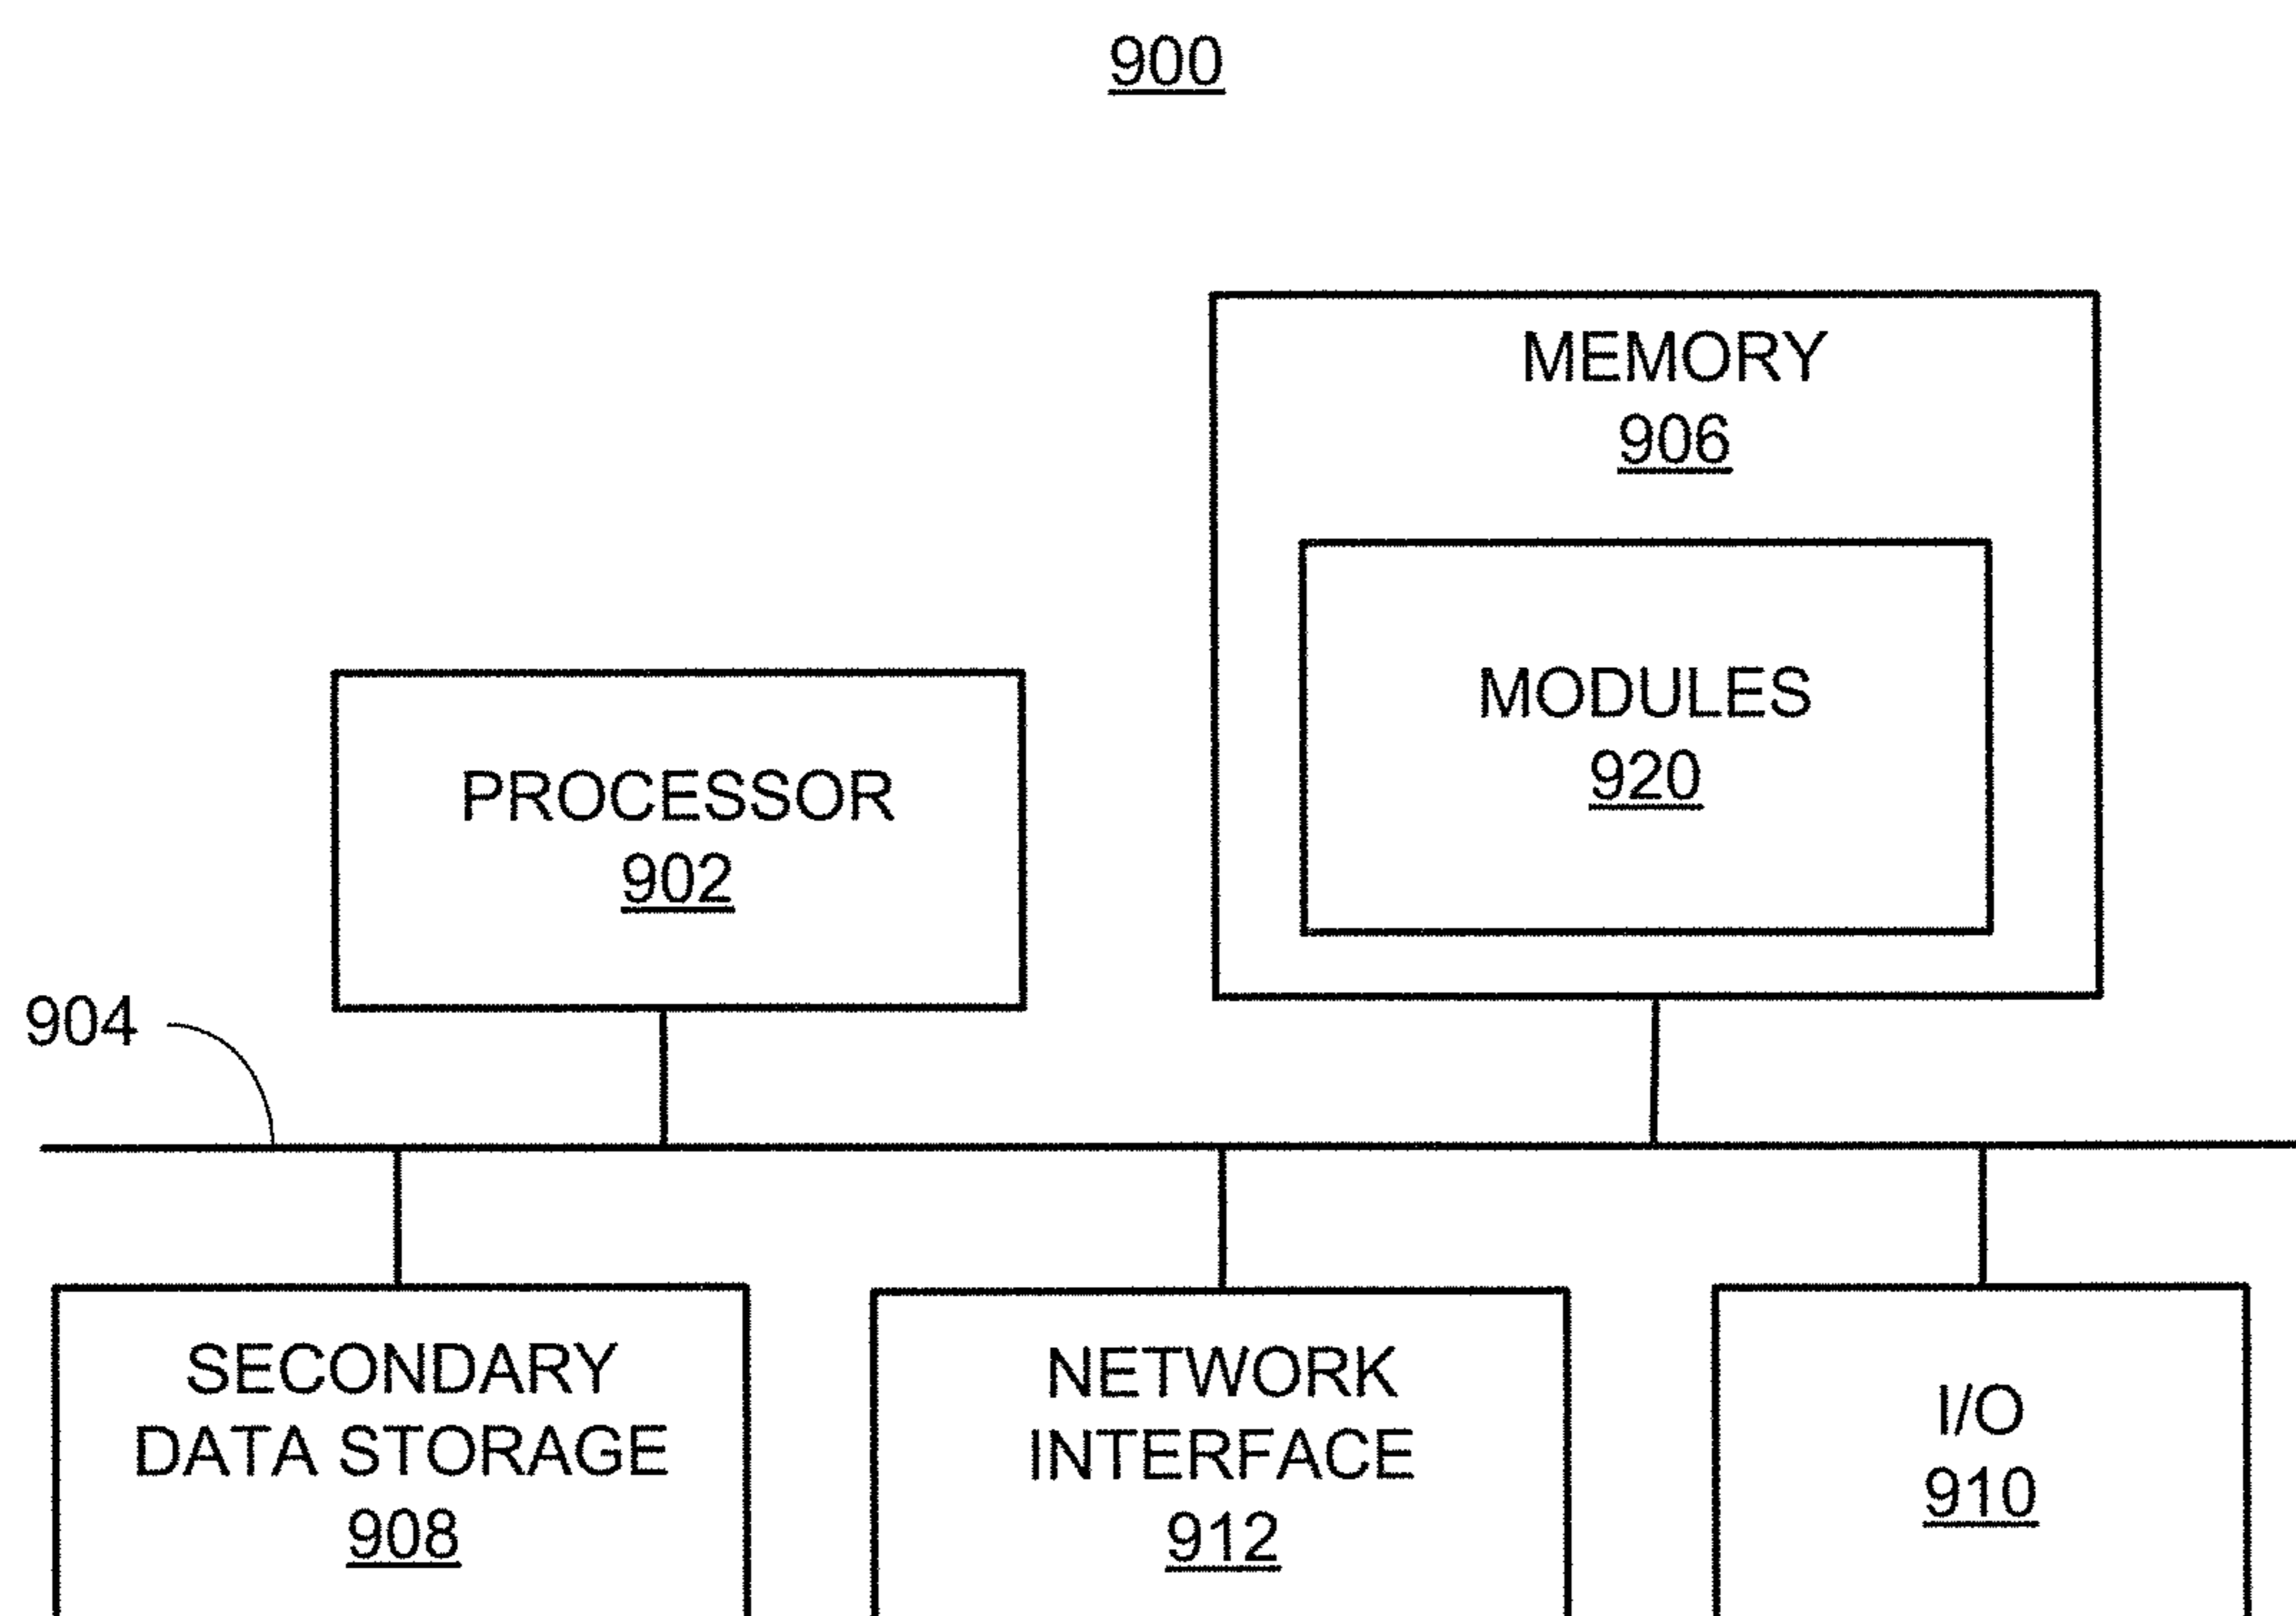 900
MEMORY
906
MODULES
920
PROCESSOR
902
904
SECONDARY
DATA STORAGE
908
NETWORK
INTERFACE
912
I/O
910